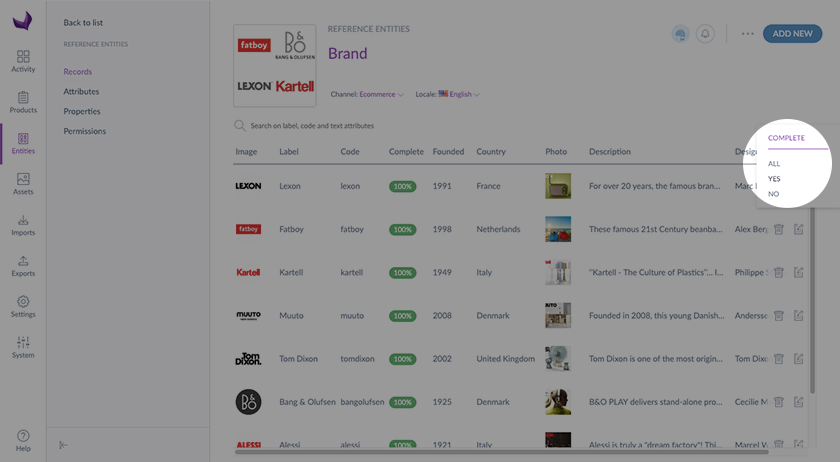 Back to list
REFERENCE ENTITIES
Records
Attributes
Properties
Permissions
Activity
Products
Entities
Assets
Imports
Exports
Settings
System
Help
fatboy B&O
BANG & OLUFSEN
LEXON Kartell
REFERENCE ENTITIES
Brand
Channel: Ecommerce Locale: English
ADD NEW
Search on label, code and text attributes
COMPLETE
ALL
YES
NO
Image Label Code Complete Founded Country Photo Description
LEXON Lexon lexon 100% 1991 France For over 20 years, the famous bran...
fatboy Fatboy fatboy 100% 1998 Netherlands These famous 21st Century beanba... Alex Berg
Kartell Kartell kartell 100% 1949 Italy "Kartell - The Culture of Plastics"... I... Philippe
MUUTO Muuto muuto 100% 2008 Denmark Founded in 2008, this young Danish...
Tom Dixon. Tom Dixon tomdixon 100% 2002 United Kingdom Tom Dixon is one of the most origin... Tom
B&O Bang & Olufsen bangolufsen 100% 1925 Denmark B&O PLAY delivers stand-alone pro... Cecilie M
ALESSI Alessi alessi 100% 1921 Italy Alessi is truly a "dream factory"! Thi... Marcel